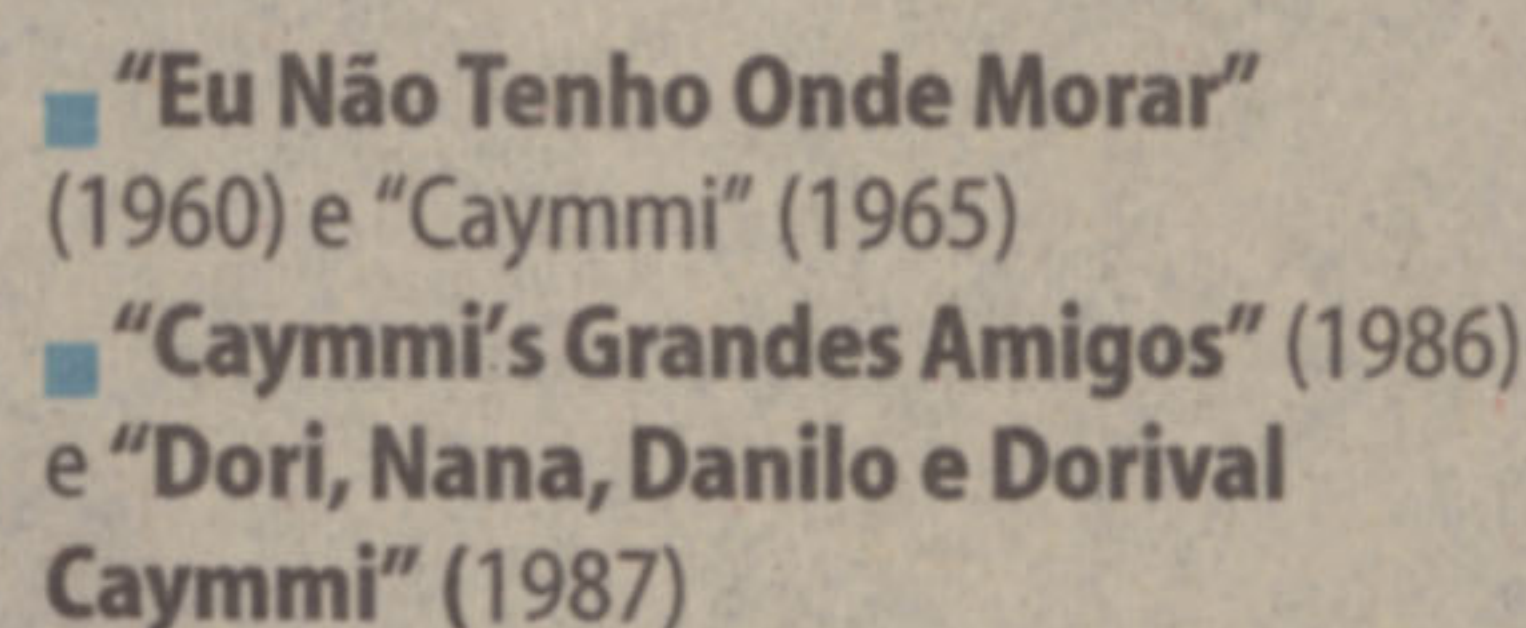 ■ “Eu Não Tenho Onde Morar”
(1960) e “Caymmi” (1965)
■ “Caymmi’s Grandes Amigos” (1986)
e “Dori, Nana, Danilo e Dorival
Caymmi” (1987)